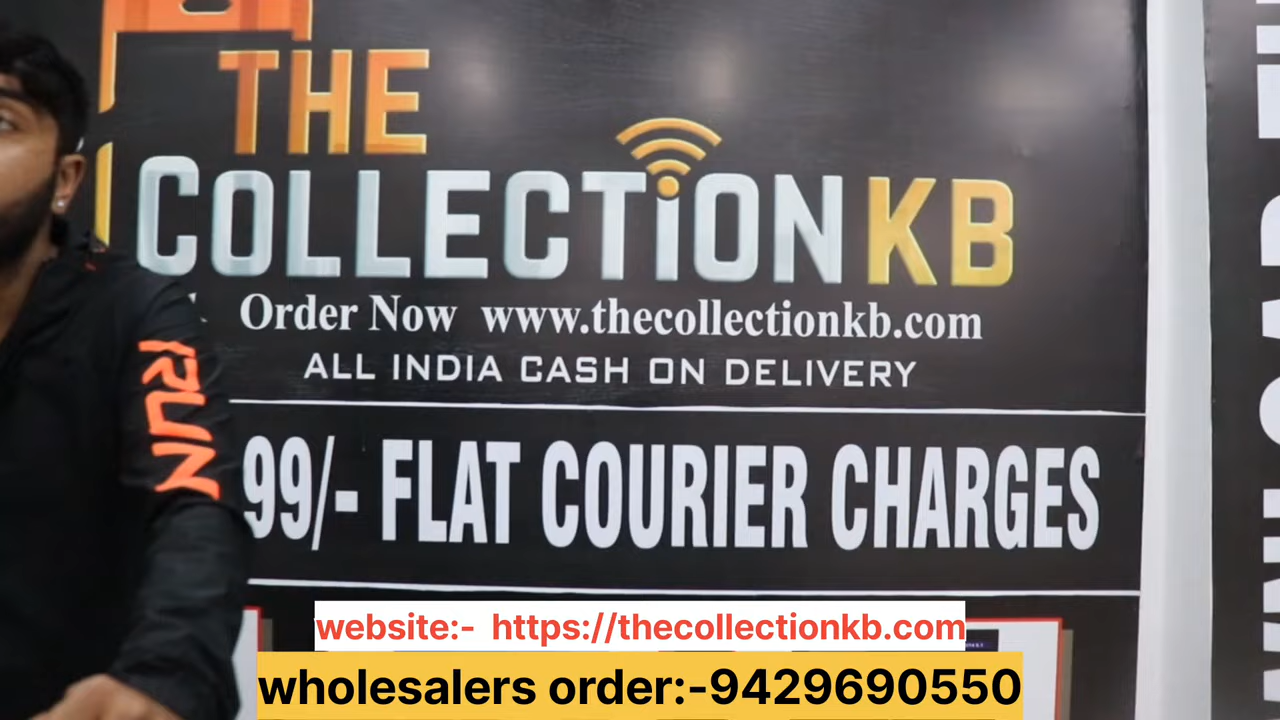 THE
COLLECTiON KB
Order Now www.thecollectionkb.com
ALL INDIA CASH ON DELIVERY
99/- FLAT COURIER CHARGES
RUN
website:- https://thecollectionkb.com
wholesalers order:-9429690550